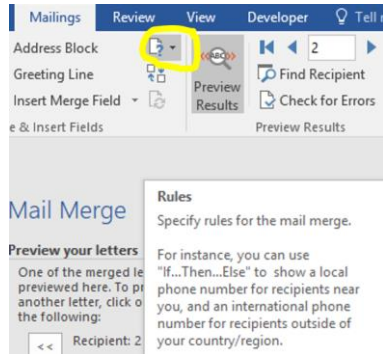 Mailings Review View Developer Tell
Address Block
2
Greeting Line
Find Recipient
Insert Merge Field
Preview Results
Check for Errors
e & Insert Fields
Preview Results
Mail Merge
Rules
Specify rules for the mail merge.
For instance, you can use
"If...Then...Else" to show a local
phone number for recipients near
you, and an international phone
number for recipients outside of
your country/region.
Preview your letters
One of the merged le
previewed here. To pr
another letter, click o
the following:
<< Recipient: 2